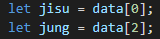 let jisu = data[0];
let jung = data[2];